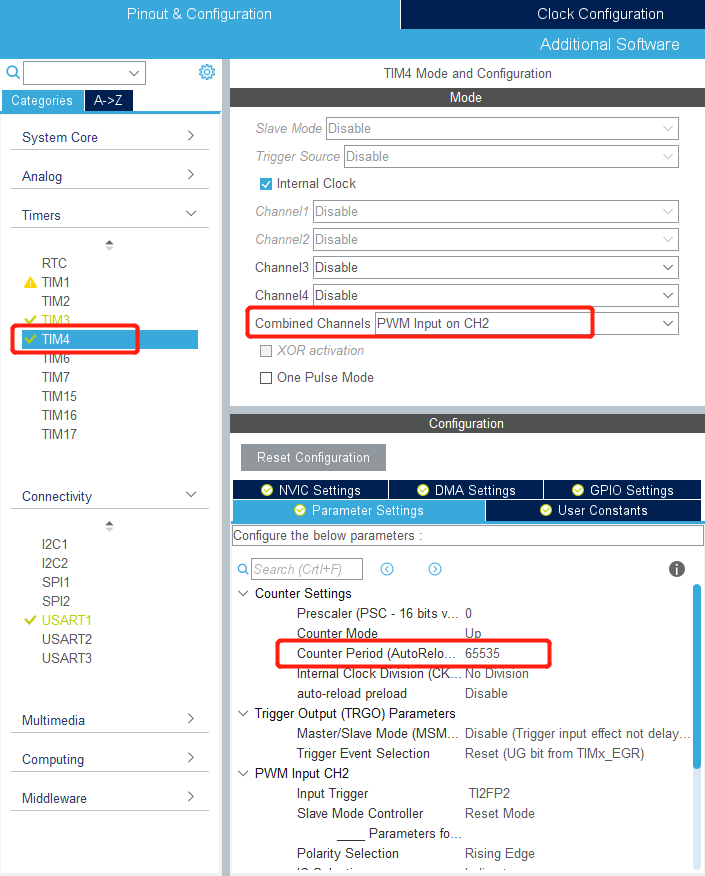 Pinout & Configuration
Clock Configuration
Additional Software
Categories
A->Z
System Core
Analog
Timers
RTC
TIM1
TIM2
TIM3
TIM4
TIM6
TIM7
TIM15
TIM16
TIM17
Connectivity
I2C1
I2C2
SPI1
SPI2
USART1
USART2
USART3
Multimedia
Computing
Middleware
TIM4 Mode and Configuration
Mode
Slave Mode Disable
Trigger Source Disable
Internal Clock
Channel1 Disable
Channel2 Disable
Channel3 Disable
Channel4 Disable
Combined Channels PWM Input on CH2
XOR activation
One Pulse Mode
Configuration
Reset Configuration
NVIC Settings
DMA Settings
GPIO Settings
Parameter Settings
User Constants
Configure the below parameters :
Search (Crtl+F)
Counter Settings
Prescaler (PSC - 16 bits v... 0
Counter Mode Up
Counter Period (AutoRelo... 65535
Internal Clock Division (CK... No Division
auto-reload preload Disable
Trigger Output (TRGO) Parameters
Master/Slave Mode (MSM... Disable (Trigger input effect not delay...
Trigger Event Selection Reset (UG bit from TIMx_EGR)
PWM Input CH2
Input Trigger TI2FP2
Slave Mode Controller Reset Mode
____ Parameters fo...
Polarity Selection Rising Edge